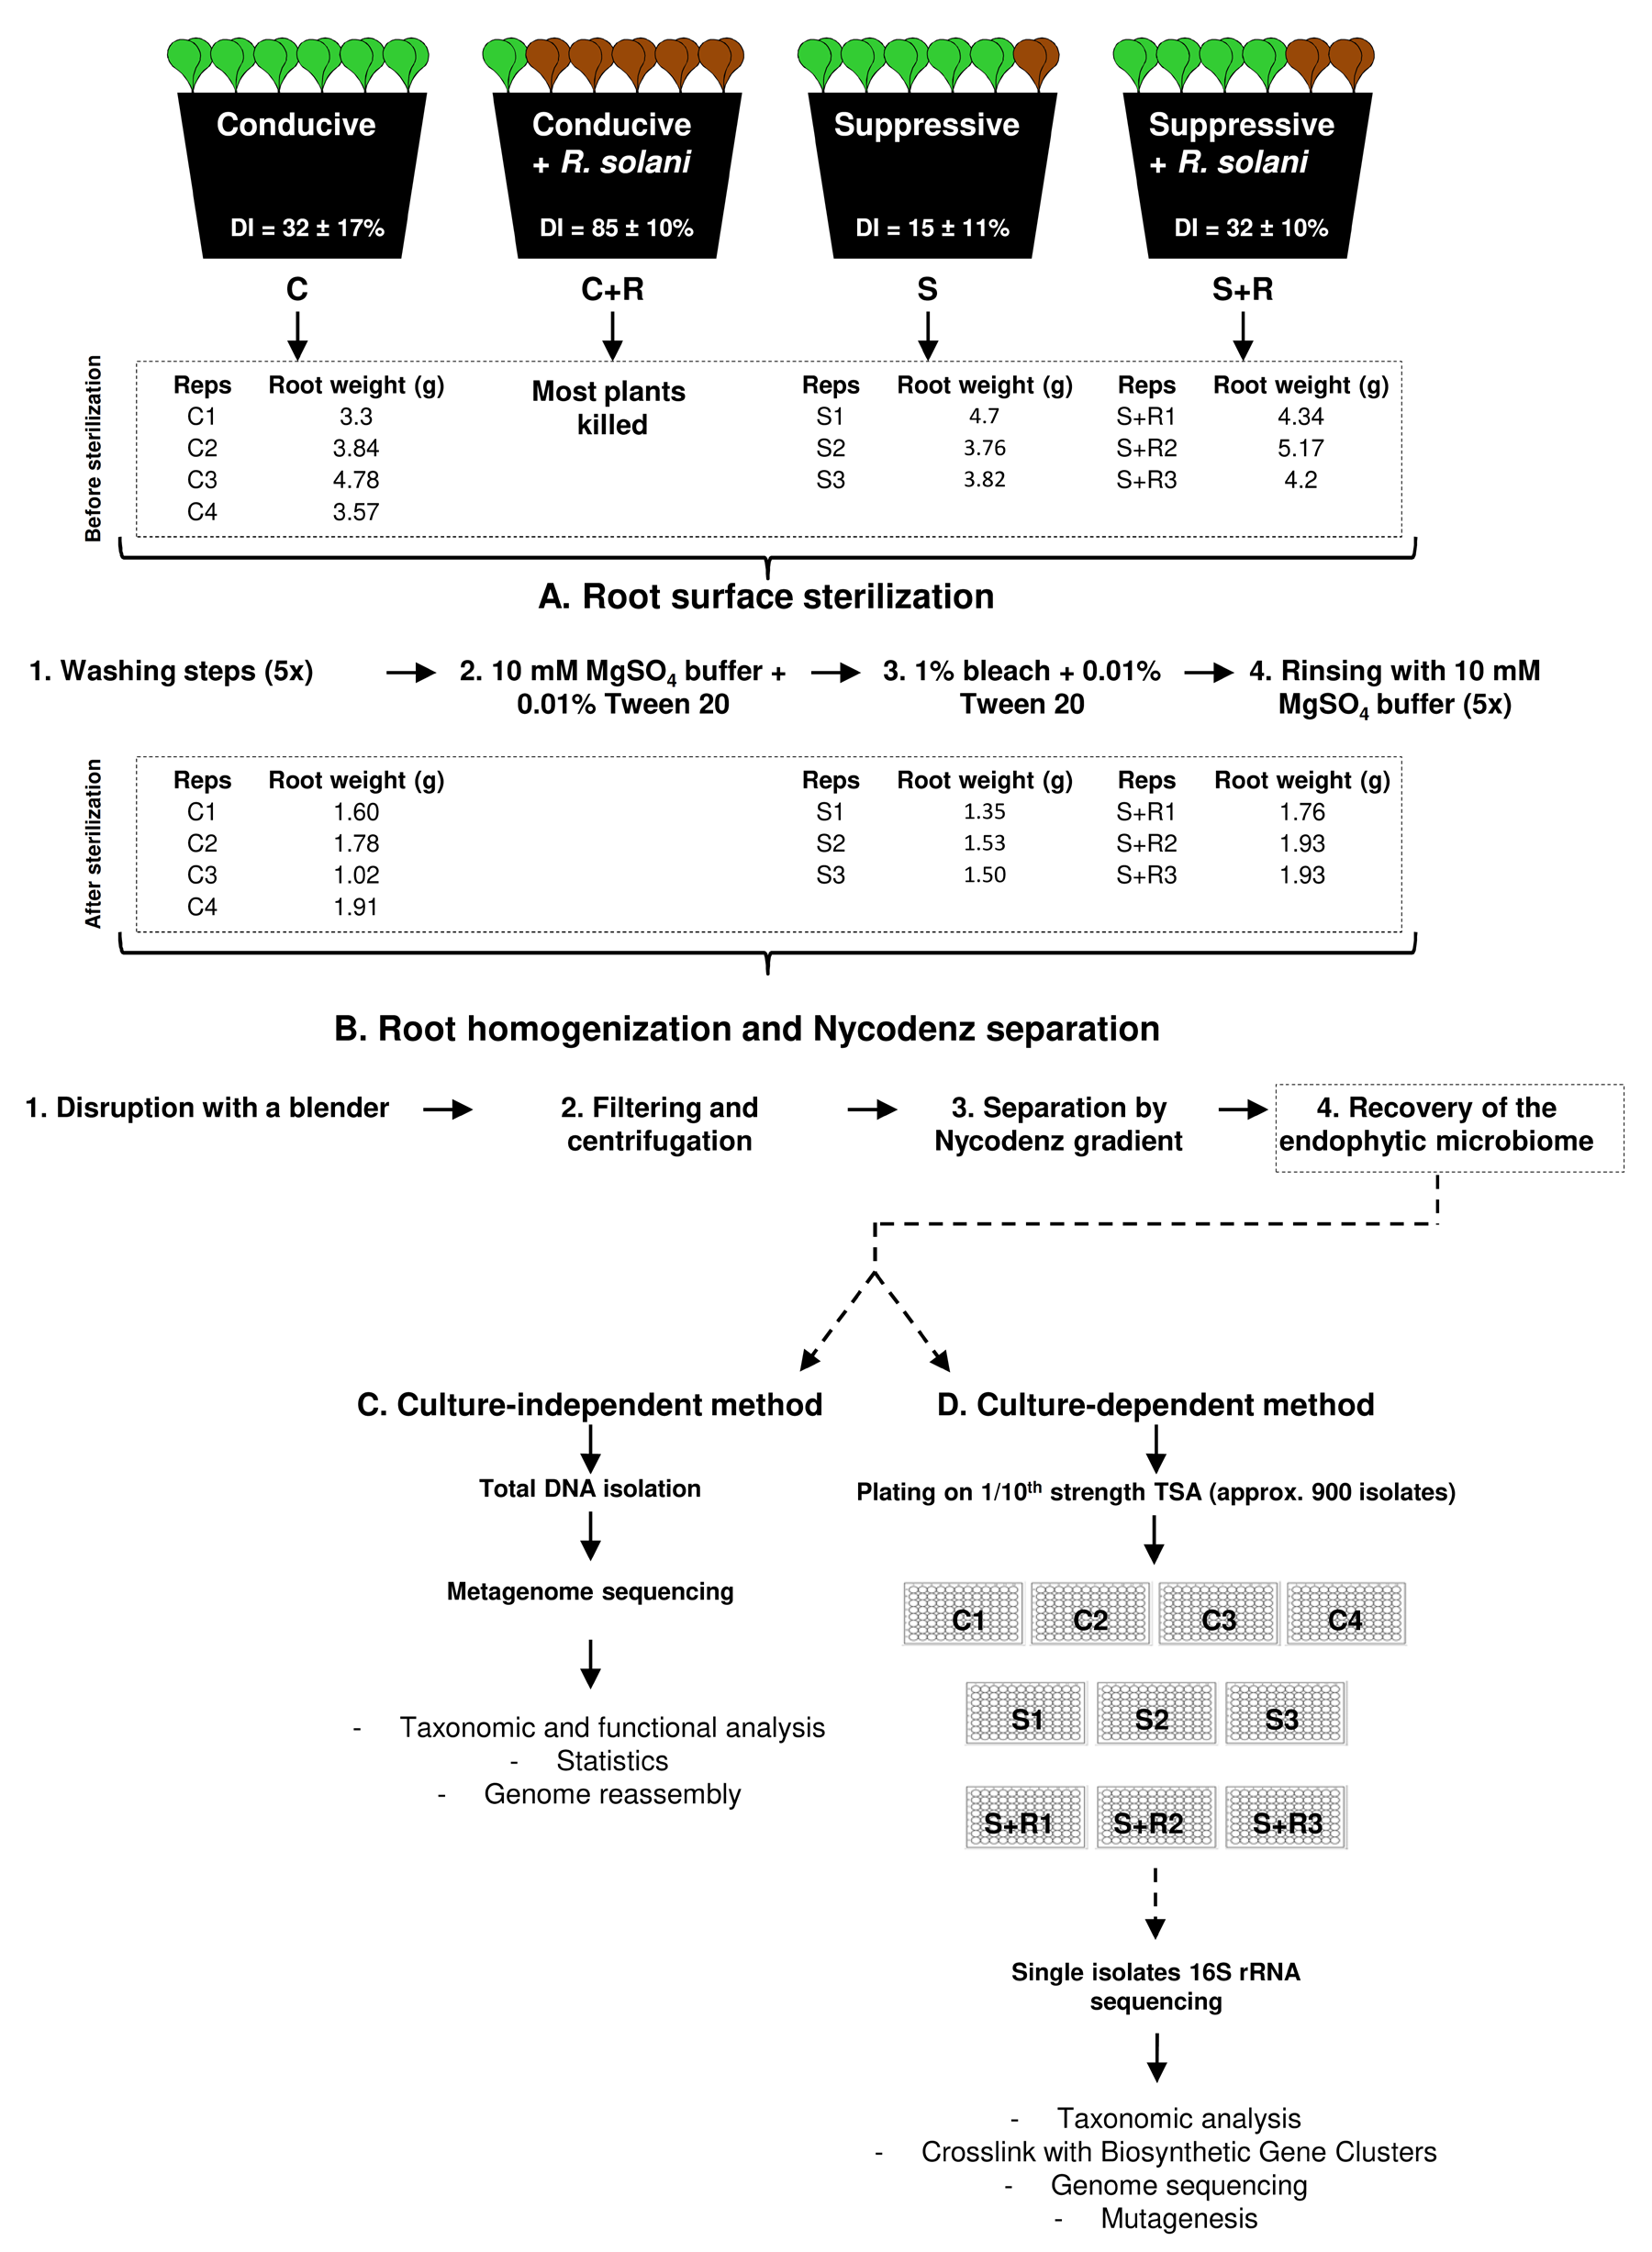 Conducive
DI = 32 ± 17%
Conducive
+ R. solani
DI = 85 ± 10%
Suppressive
DI = 15 ± 11%
Suppressive
+ R. solani
DI = 32 ± 10%
C C+R S S+R
Before sterilization
Reps Root weight (g)
C1 3.3
C2 3.84
C3 4.78
C4 3.57
Most plants
killed
Reps Root weight (g)
S1 4.7
S2 3.76
S3 3.82
Reps Root weight (g)
S+R1 4.34
S+R2 5.17
S+R3 4.2
A. Root surface sterilization
1. Washing steps (5x)
2. 10 mM MgSO₄ buffer +
0.01% Tween 20
3. 1% bleach + 0.01%
Tween 20
4. Rinsing with 10 mM
MgSO₄ buffer (5x)
After sterilization
Reps Root weight (g)
C1 1.60
C2 1.78
C3 1.02
C4 1.91
Reps Root weight (g)
S1 1.35
S2 1.53
S3 1.50
Reps Root weight (g)
S+R1 1.76
S+R2 1.93
S+R3 1.93
B. Root homogenization and Nycodenz separation
1. Disruption with a blender
2. Filtering and
centrifugation
3. Separation by
Nycodenz gradient
4. Recovery of the
endophytic microbiome
C. Culture-independent method
Total DNA isolation
Metagenome sequencing
- Taxonomic and functional analysis
- Statistics
- Genome reassembly
D. Culture-dependent method
Plating on 1/10th strength TSA (approx. 900 isolates)
C1 C2 C3 C4
S1 S2 S3
S+R1 S+R2 S+R3
Single isolates 16S rRNA
sequencing
- Taxonomic analysis
- Crosslink with Biosynthetic Gene Clusters
- Genome sequencing
- Mutagenesis